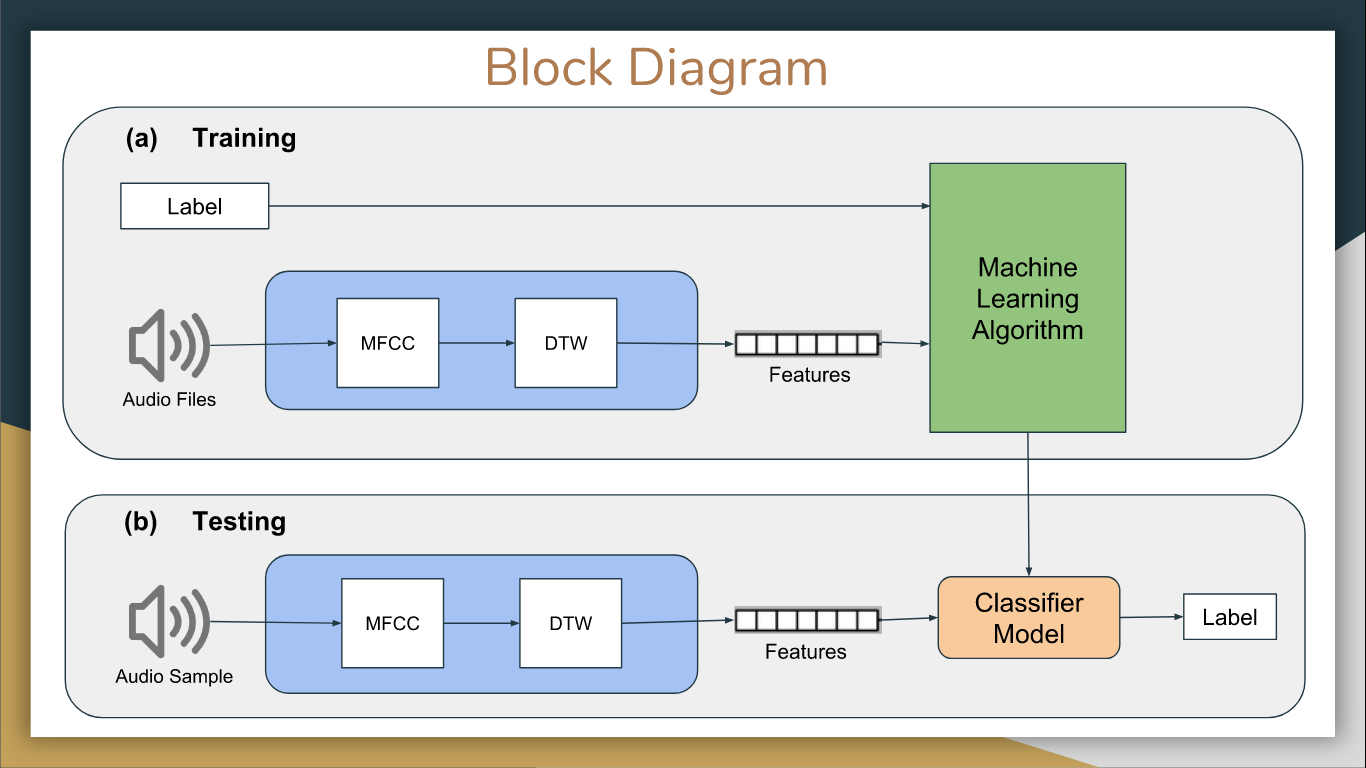 Block Diagram
(a) Training
Label
Machine
Learning
Algorithm
MFCC
DTW
Features
Audio Files
(b) Testing
MFCC
DTW
Features
Classifier
Model
Label
Audio Sample